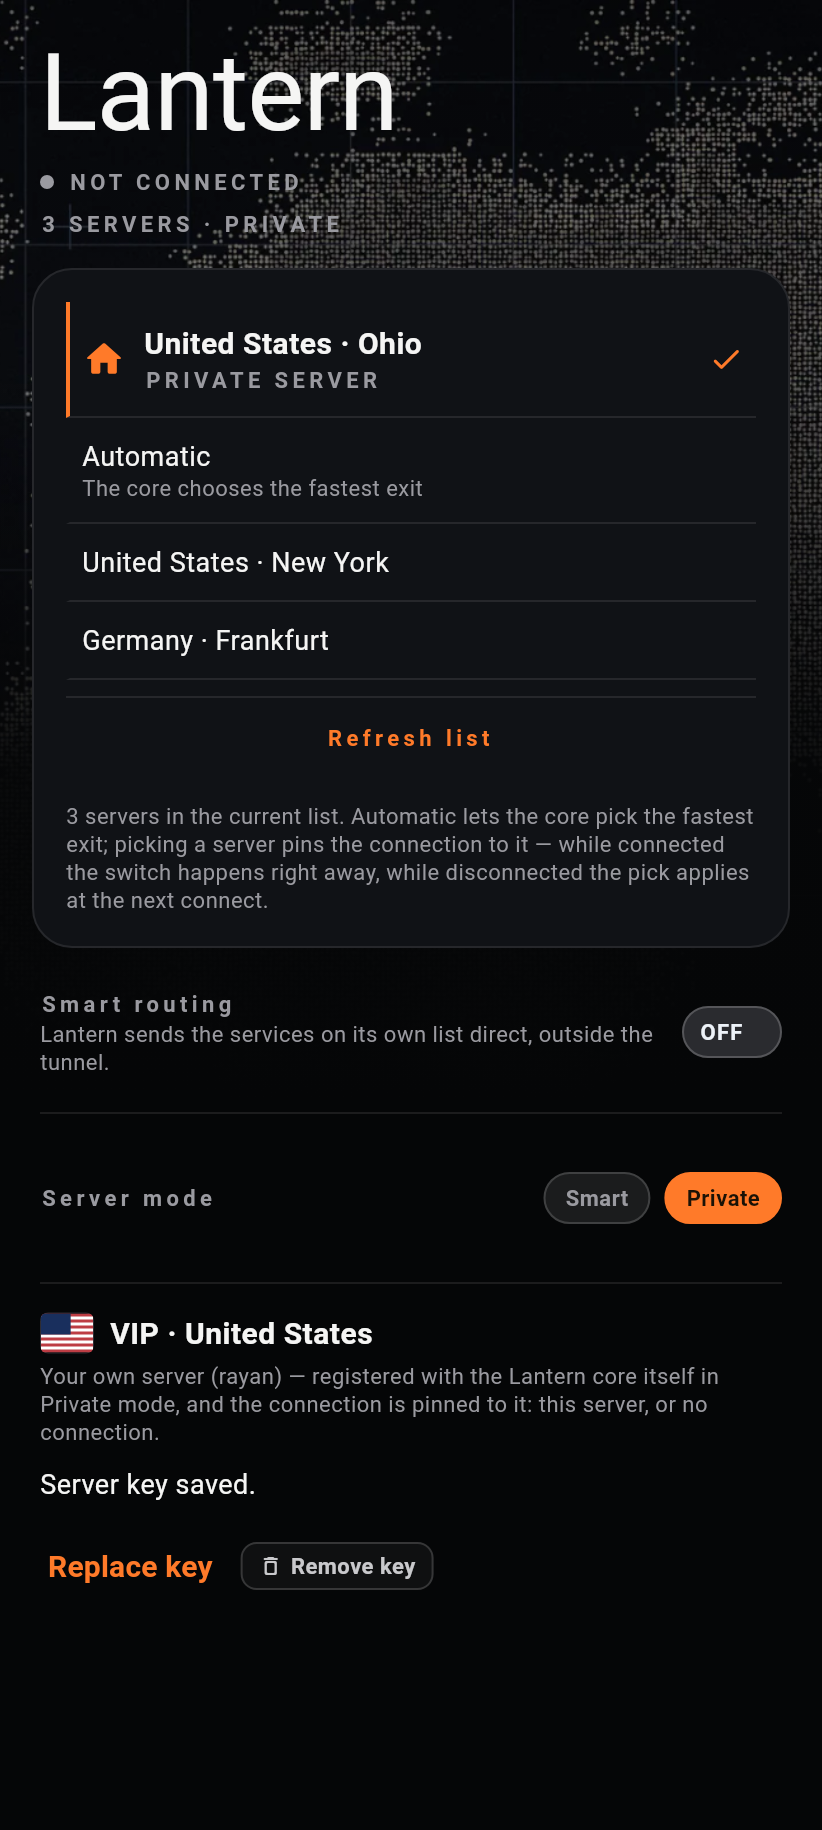 Lantern
NOT CONNECTED
3 SERVERS · PRIVATE
United States · Ohio
PRIVATE SERVER
Automatic
The core chooses the fastest exit
United States · New York
Germany · Frankfurt
Refresh list
3 servers in the current list. Automatic lets the core pick the fastest
exit; picking a server pins the connection to it — while connected
the switch happens right away, while disconnected the pick applies
at the next connect.
Smart routing
Lantern sends the services on its own list direct, outside the
tunnel.
OFF
Server mode
Smart
Private
VIP · United States
Your own server (rayan) — registered with the Lantern core itself in
Private mode, and the connection is pinned to it: this server, or no
connection.
Server key saved.
Replace key
Remove key